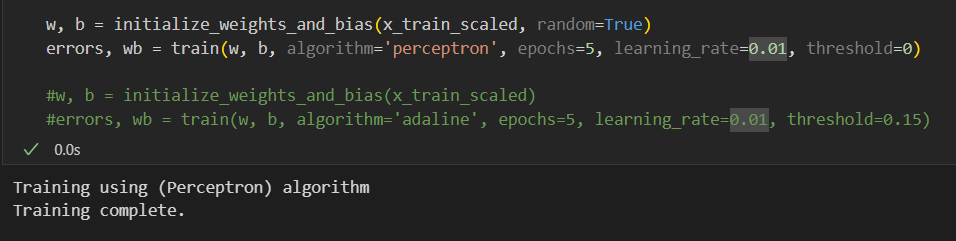 w, b = initialize_weights_and_bias(x_train_scaled, random=True)
errors, wb = train(w, b, algorithm='perceptron', epochs=5, learning_rate=0.01, threshold=0)
#w, b = initialize_weights_and_bias(x_train_scaled)
#errors, wb = train(w, b, algorithm='adaline', epochs=5, learning_rate=0.01, threshold=0.15)
0.0s
Training using (Perceptron) algorithm
Training complete.